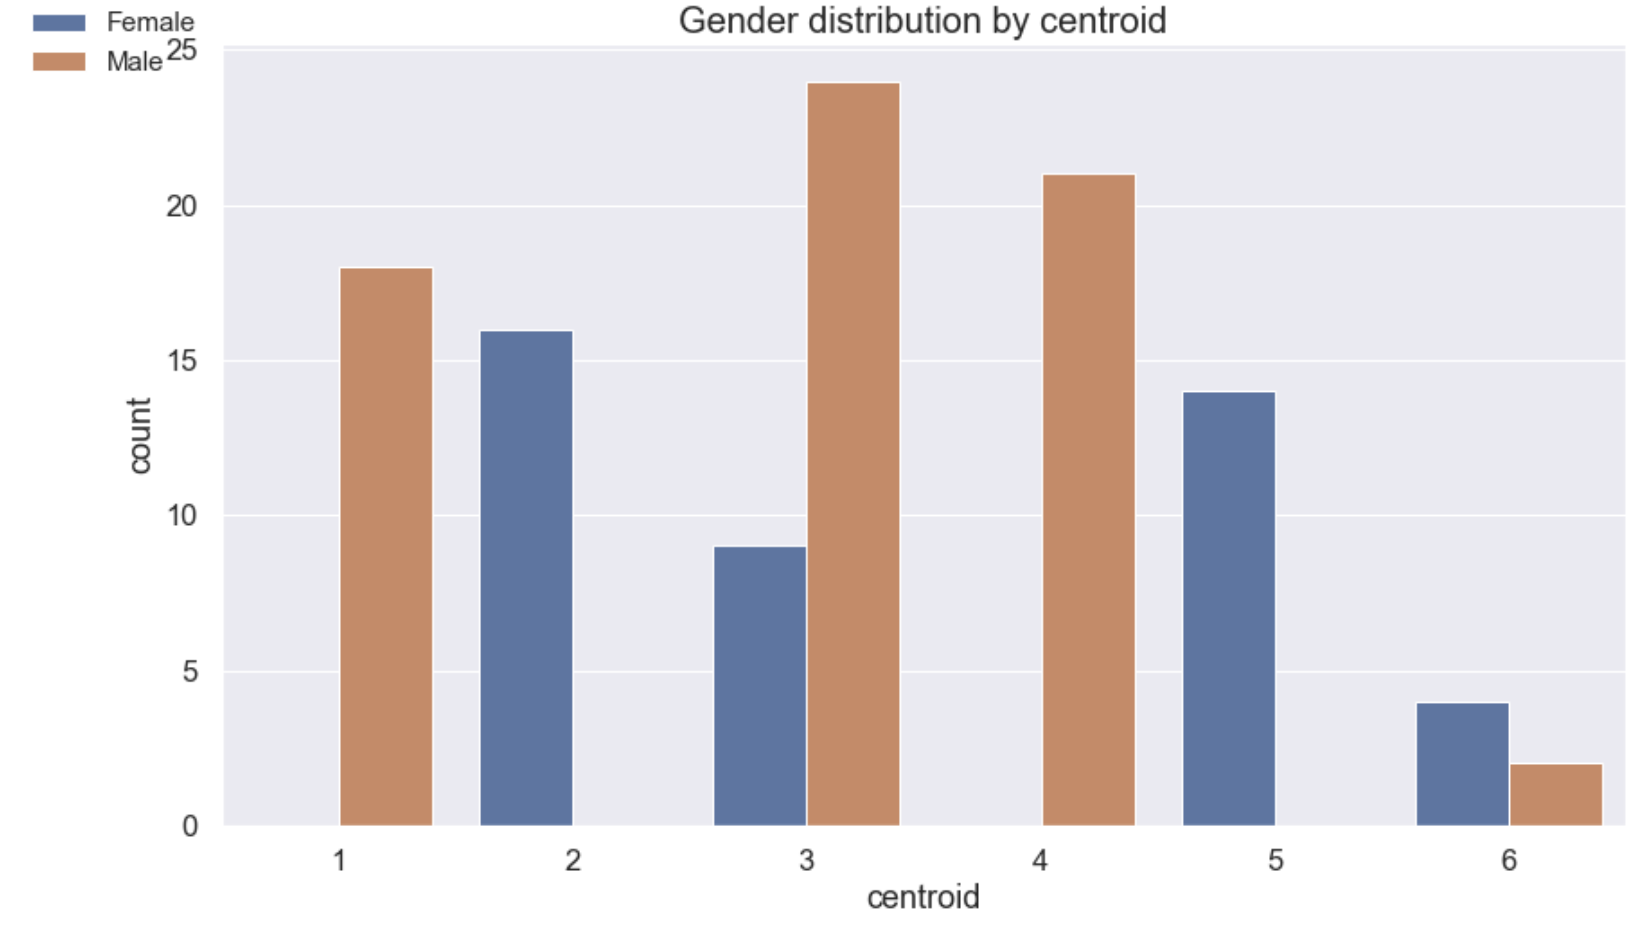 Female
Male
Gender distribution by centroid
25
20
15
10
5
0
count
1 2 3 4 5 6
centroid